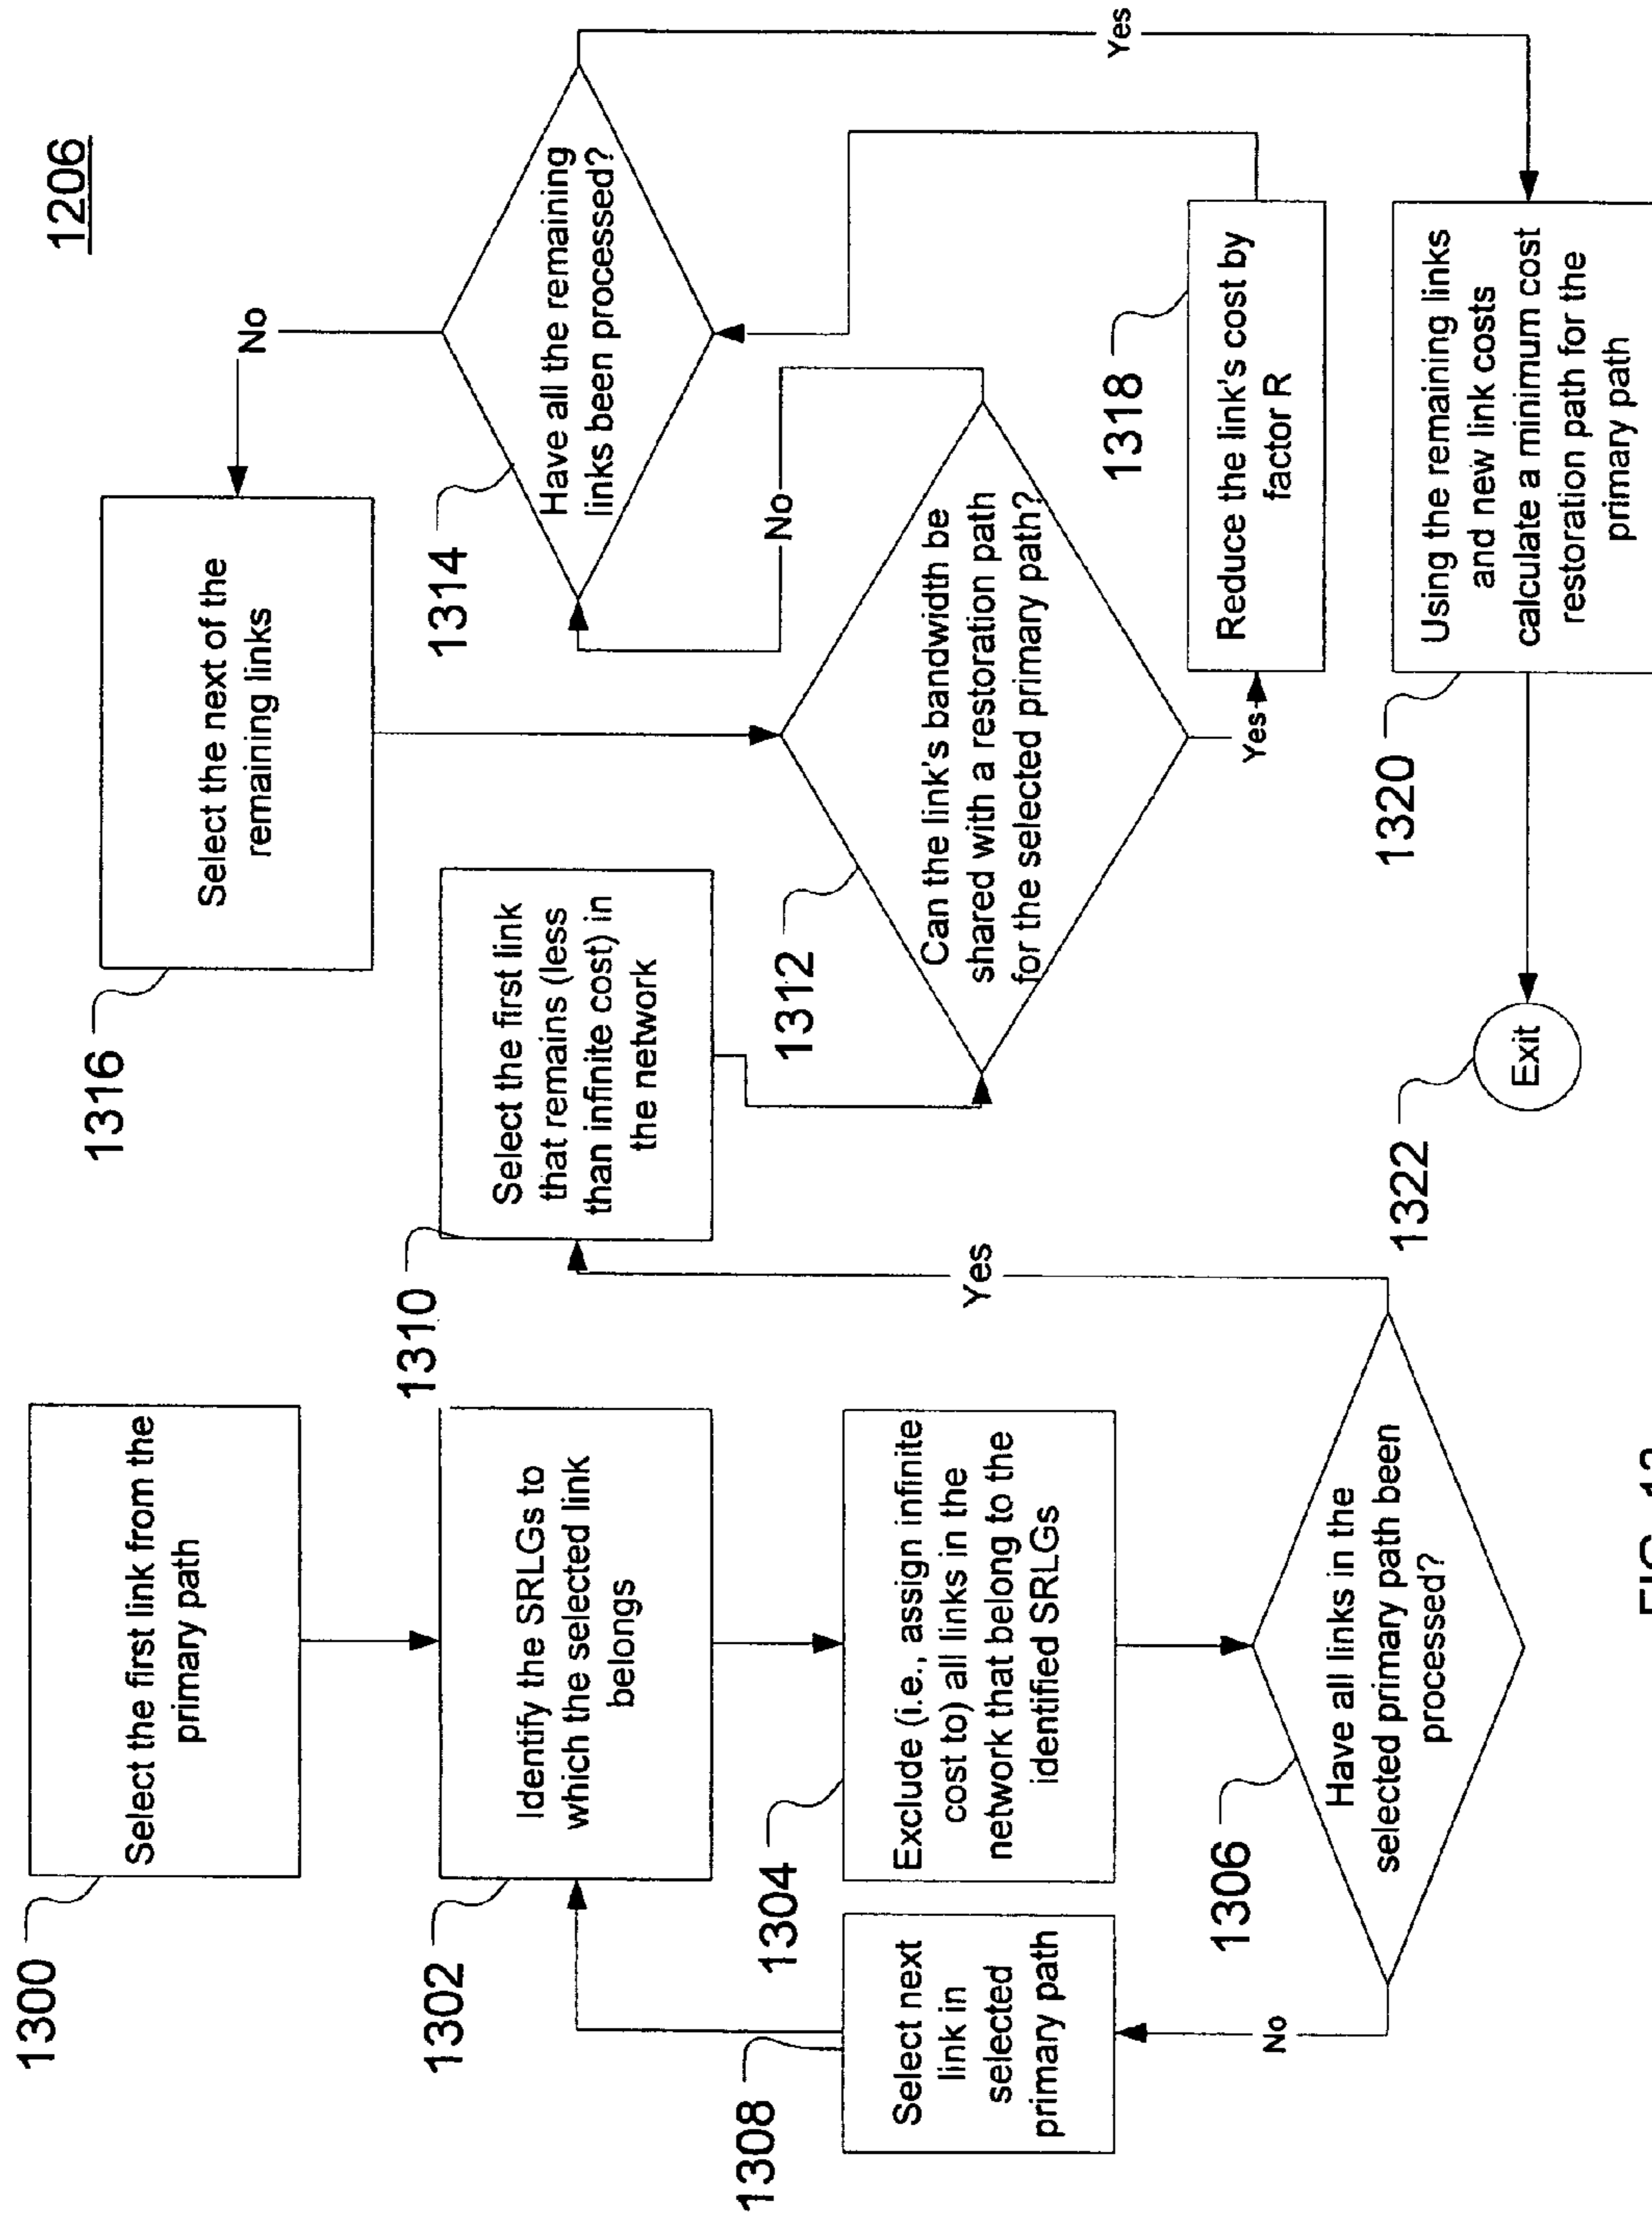 1206
1300
Select the first link from the
primary path
1302
Identify the SRLGs to
which the selected link
belongs
1304
Exclude (i.e., assign infinite
cost to) all links in the
network that belong to the
identified SRLGs
1306
Have all links in the
selected primary path been
processed?
No
Yes
1308
Select next
link in
selected
primary path
1310
Select the first link
that remains (less
than infinite cost) in
the network
1312
Can the link's bandwidth be
shared with a restoration path
for the selected primary path?
No
Yes
1314
Have all the remaining
links been processed?
No
Yes
1316
Select the next of the
remaining links
1318
Reduce the link's cost by
factor R
1320
Using the remaining links
and new link costs
calculate a minimum cost
restoration path for the
primary path
1322
Exit